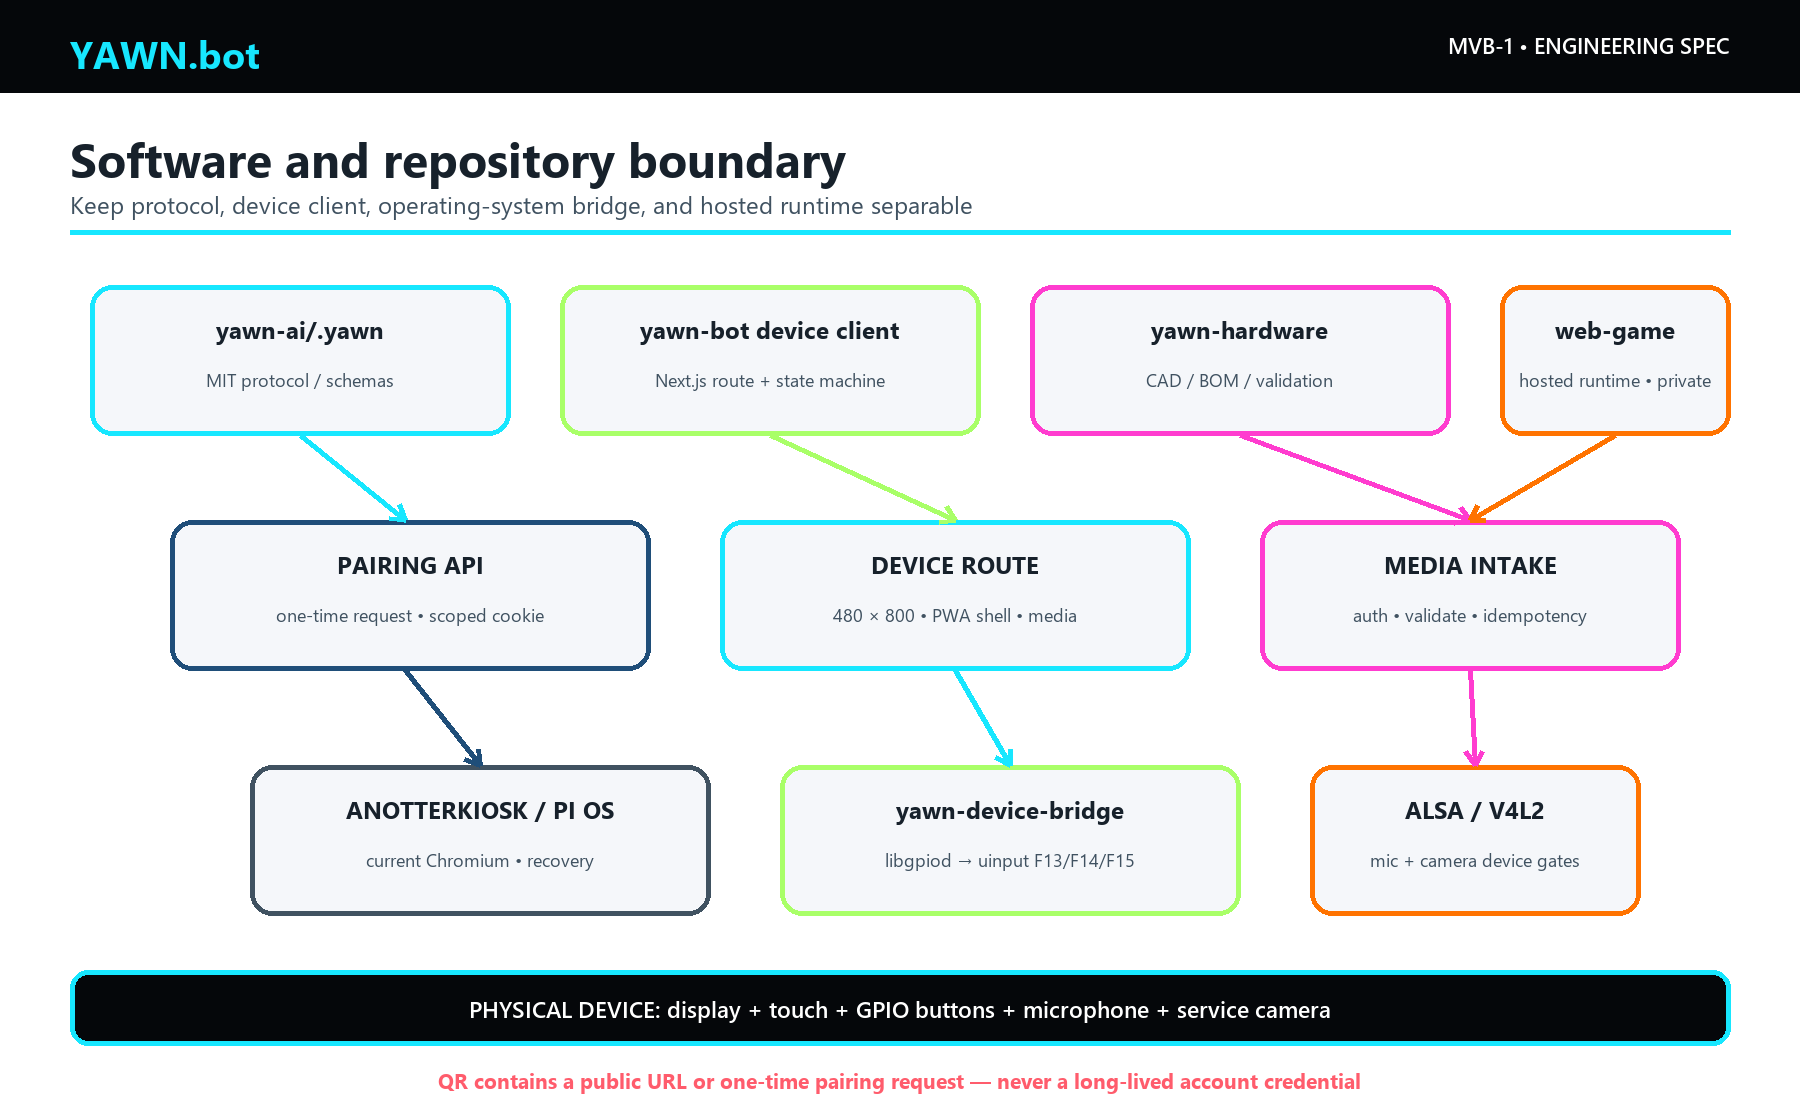 YAWN.bot
MVB-1 • ENGINEERING SPEC
Software and repository boundary
Keep protocol, device client, operating-system bridge, and hosted runtime separable
yawn-ai/.yawn
MIT protocol / schemas
yawn-bot device client
Next.js route + state machine
yawn-hardware
CAD / BOM / validation
web-game
hosted runtime • private
PAIRING API
one-time request • scoped cookie
DEVICE ROUTE
480 × 800 • PWA shell • media
MEDIA INTAKE
auth • validate • idempotency
ANOTTERKIOSK / PI OS
current Chromium • recovery
yawn-device-bridge
libgpiod → uinput F13/F14/F15
ALSA / V4L2
mic + camera device gates
PHYSICAL DEVICE: display + touch + GPIO buttons + microphone + service camera
QR contains a public URL or one-time pairing request — never a long-lived account credential